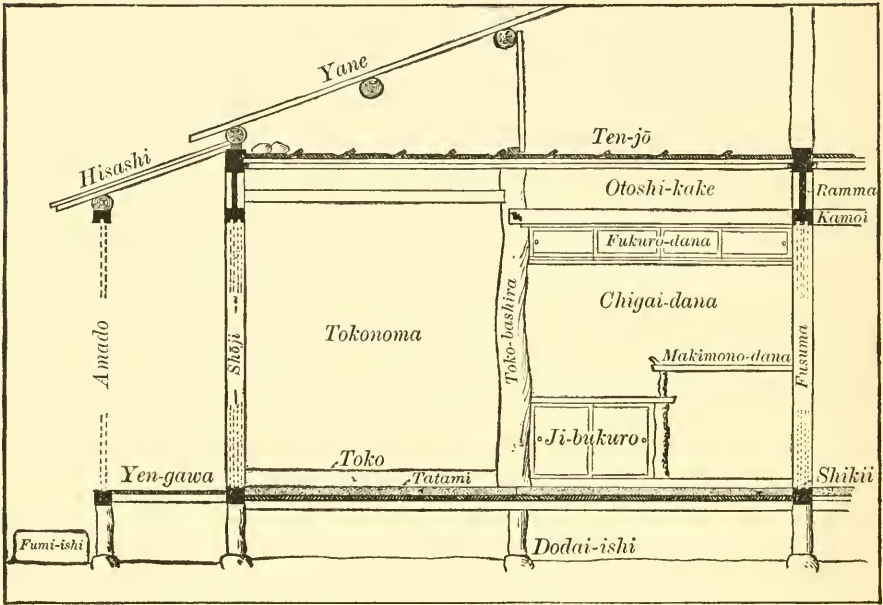 Yane
Ten-jō
Hisashi
Otoshi-kake
Ramma
Kamoi
Fukuro-dana
Chigai-dana
Amado
Shōji
Tokonoma
Toko-bashira
Makimono-dana
Fusuma
Ji-bukuro
Toko
Tatami
Yen-gawa
Shikii
Fumi-ishi
Dodai-ishi